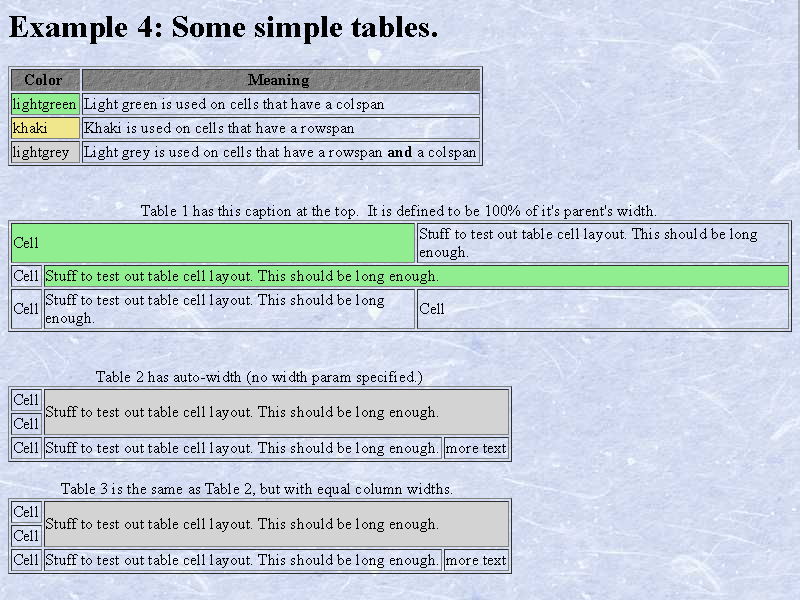 Example 4: Some simple tables.
Color Meaning
lightgreen Light green is used on cells that have a colspan
khaki Khaki is used on cells that have a rowspan
lightgrey Light grey is used on cells that have a rowspan and a colspan
Table 1 has this caption at the top.  It is defined to be 100% of it's parent's width.
Cell Stuff to test out table cell layout. This should be long
enough.
Cell Stuff to test out table cell layout. This should be long enough.
Cell Stuff to test out table cell layout. This should be long
enough. Cell
Table 2 has auto-width (no width param specified.)
Cell
Stuff to test out table cell layout. This should be long enough.
Cell
Cell Stuff to test out table cell layout. This should be long enough. more text
Table 3 is the same as Table 2, but with equal column widths.
Cell
Stuff to test out table cell layout. This should be long enough.
Cell
Cell Stuff to test out table cell layout. This should be long enough. more text